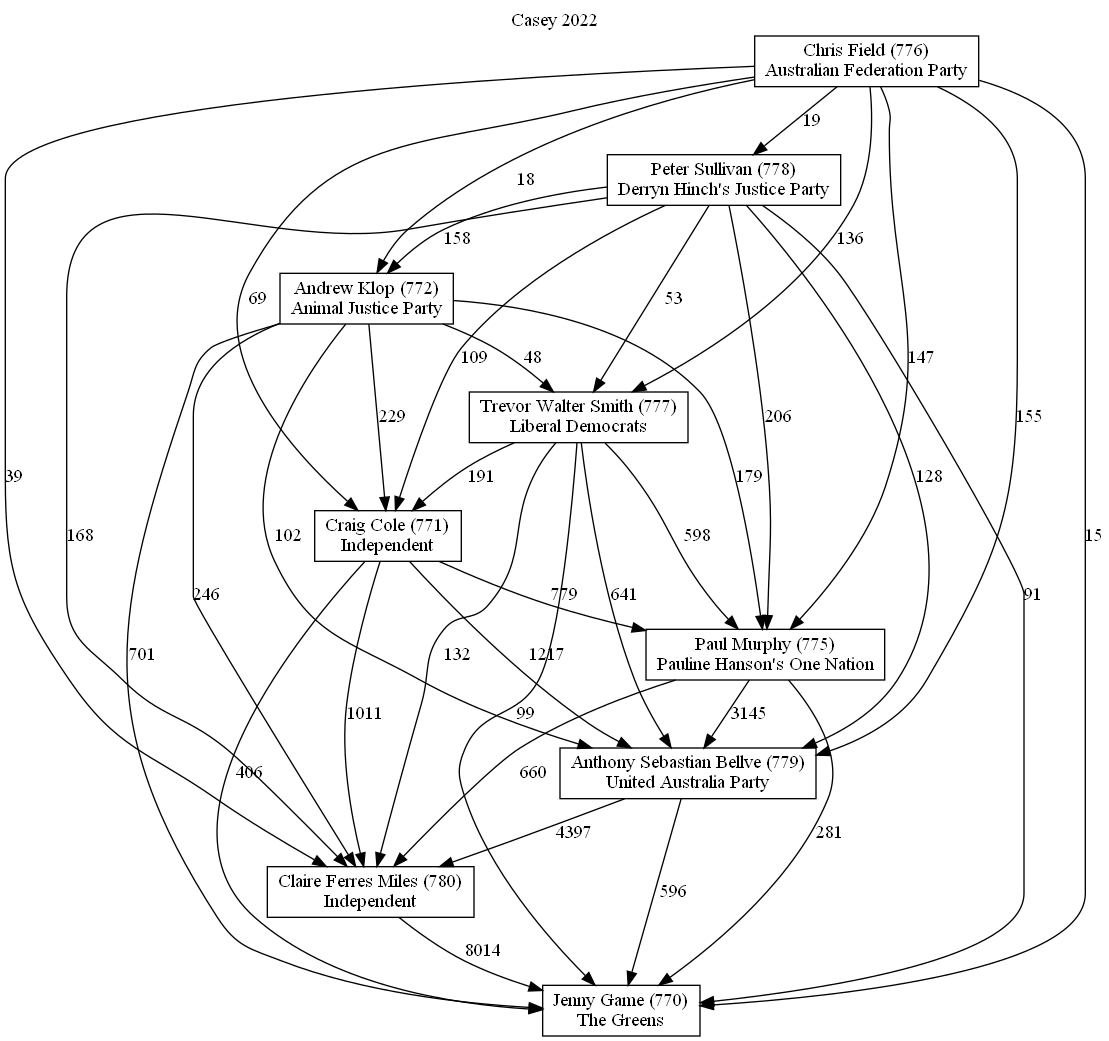 Casey 2022
Chris Field (776)
Australian Federation Party
19
Peter Sullivan (778)
Derryn Hinch's Justice Party
18
158
136
Andrew Klop (772)
Animal Justice Party
69
53
109
48
147
Trevor Walter Smith (777)
Liberal Democrats
229
206
155
39
191
179
128
Craig Cole (771)
Independent
168
102
598
15
246
779
641
91
Paul Murphy (775)
Pauline Hanson's One Nation
701
132
1217
1011
99
3145
Anthony Sebastian Bellve (779)
United Australia Party
406
660
4397
281
Claire Ferres Miles (780)
Independent
596
8014
Jenny Game (770)
The Greens